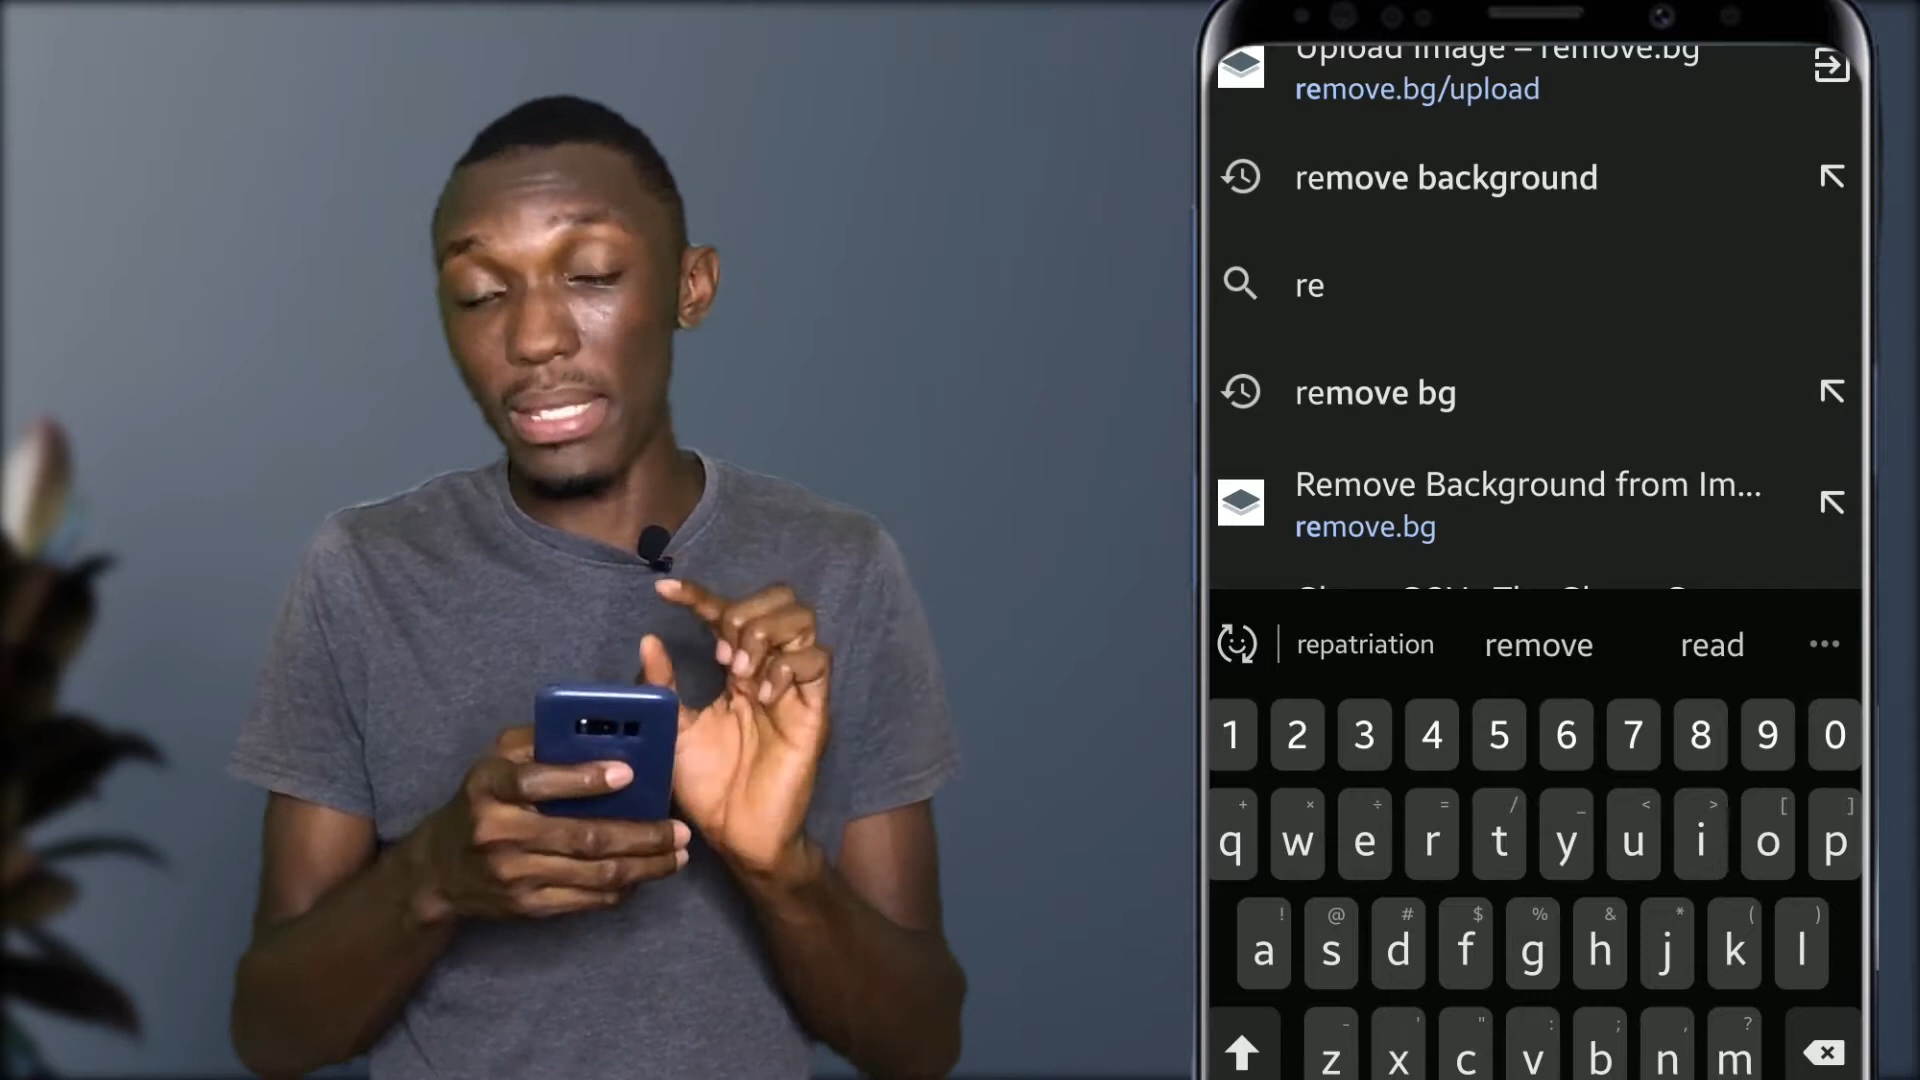 Upload Image – remove.bg
remove.bg/upload
remove background
re
remove bg
Remove Background from Im...
remove.bg
repatriation remove read
1 2 3 4 5 6 7 8 9 0
+ × ÷ = / _ < > [ ]
q w e r t y u i o p
! @ # $ % & * ( )
a s d f g h j k l
- ' " : ; , ?
z x c v b n m